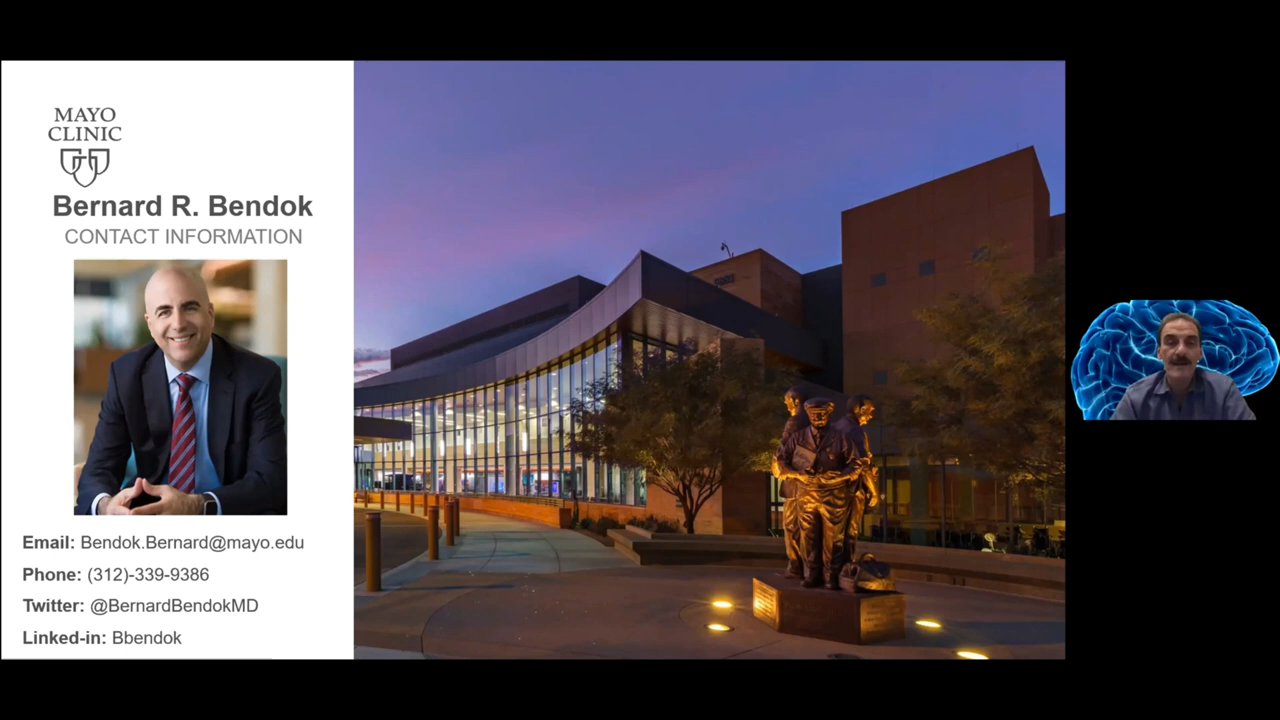 MAYO
CLINIC
Bernard R. Bendok
CONTACT INFORMATION
Email: Bendok.Bernard@mayo.edu
Phone: (312)-339-9386
Twitter: @BernardBendokMD
Linked-in: Bbendok